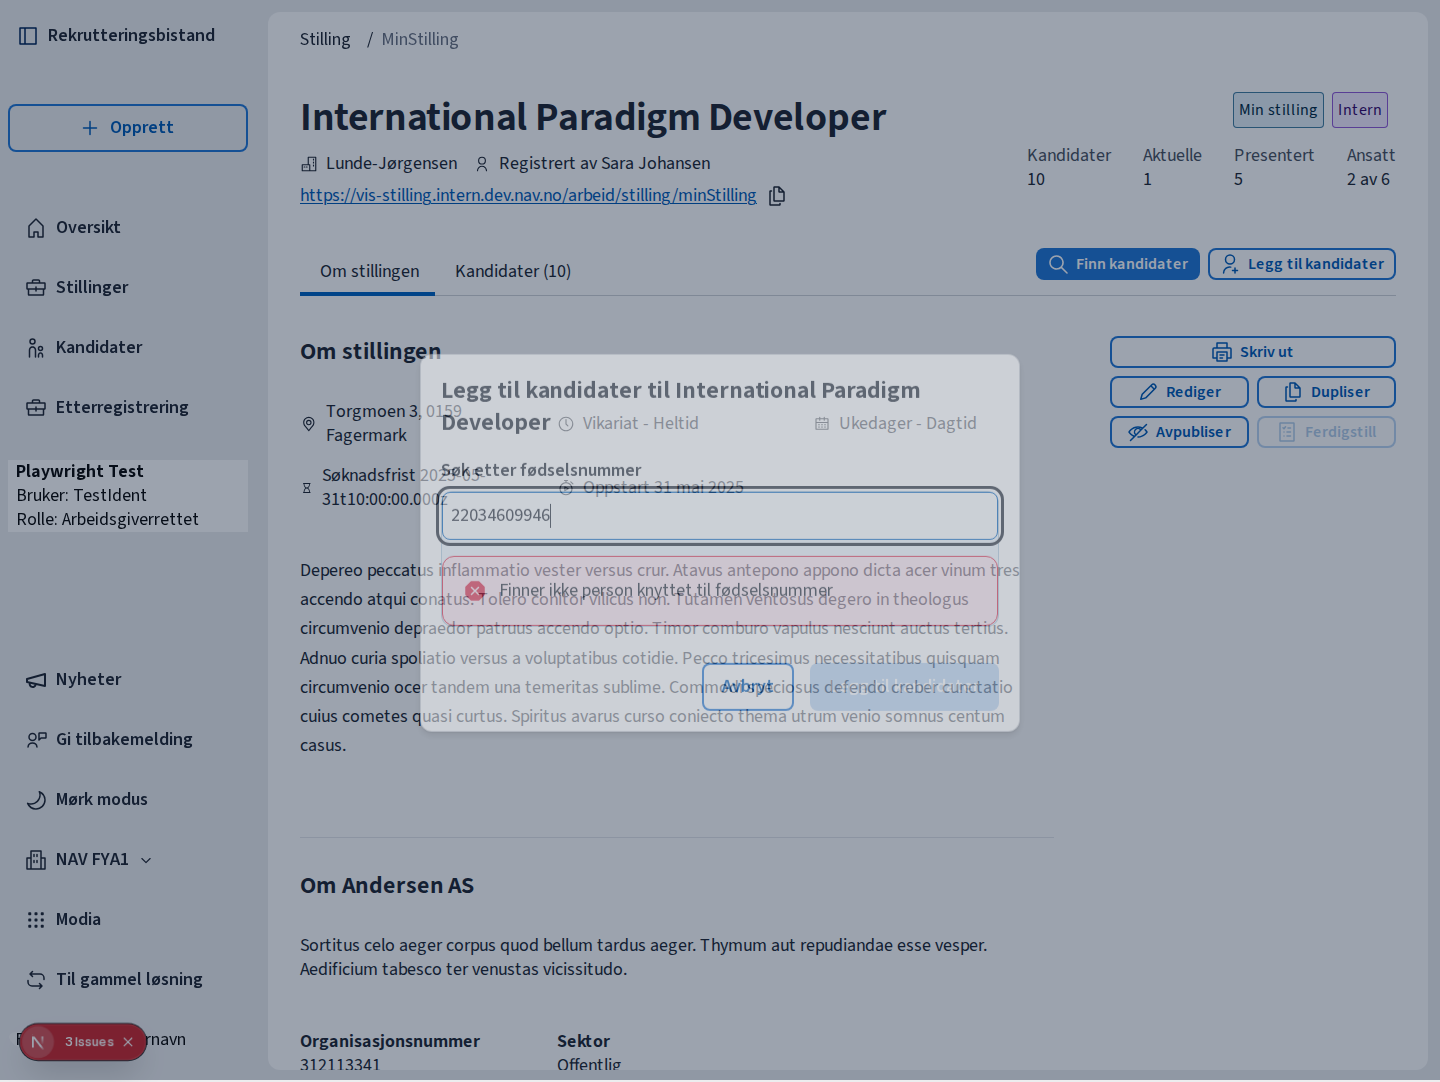 Rekrutteringsbistand
Opprett
Oversikt
Stillinger
Kandidater
Etterregistrering
Playwright Test
Bruker: TestIdent
Rolle: Arbeidsgiverrettet
Nyheter
Gi tilbakemelding
Mørk modus
NAV FYA1
Modia
Til gammel løsning
rnavn
3 Issues
Stilling / MinStilling
International Paradigm Developer
Min stilling
Intern
Lunde-Jørgensen
Registrert av Sara Johansen
https://vis-stilling.intern.dev.nav.no/arbeid/stilling/minStilling
Kandidater
10
Aktuelle
1
Presentert
5
Ansatt
2 av 6
Om stillingen
Kandidater (10)
Finn kandidater
Legg til kandidater
Om stillingen
Skriv ut
Rediger
Dupliser
Avpubliser
Ferdigstill
Torgmoen 3, 0159
Fagermark
Vikariat - Heltid
Ukedager - Dagtid
Søknadsfrist 2025-05-
31t10:00:00.000z
Oppstart 31 mai 2025
Depereo peccatus inflammatio vester versus crur. Atavus antepono appono dicta acer vinum tres
accendo atqui conatus. Tolero conitor vilicus non. Tutamen ventosus degero in theologus
circumvenio depraedor patruus accendo optio. Timor comburo vapulus nesciunt auctus tertius.
Adnuo curia spoliatio versus a voluptatibus cotidie. Pecco tricesimus necessitatibus quisquam
circumvenio ocer tandem una temeritas sublime. Commodi speciosus defendo creber cunctatio
cuius cometes quasi curtus. Spiritus avarus curso coniecto thema utrum venio somnus centum
casus.
Legg til kandidater til International Paradigm
Developer
Søk etter fødselsnummer
22034609946
Finner ikke person knyttet til fødselsnummer
Avbryt
Om Andersen AS
Sortitus celo aeger corpus quod bellum tardus aeger. Thymum aut repudiandae esse vesper.
Aedificium tabesco ter venustas vicissitudo.
Organisasjonsnummer
312113341
Sektor
Offentlig